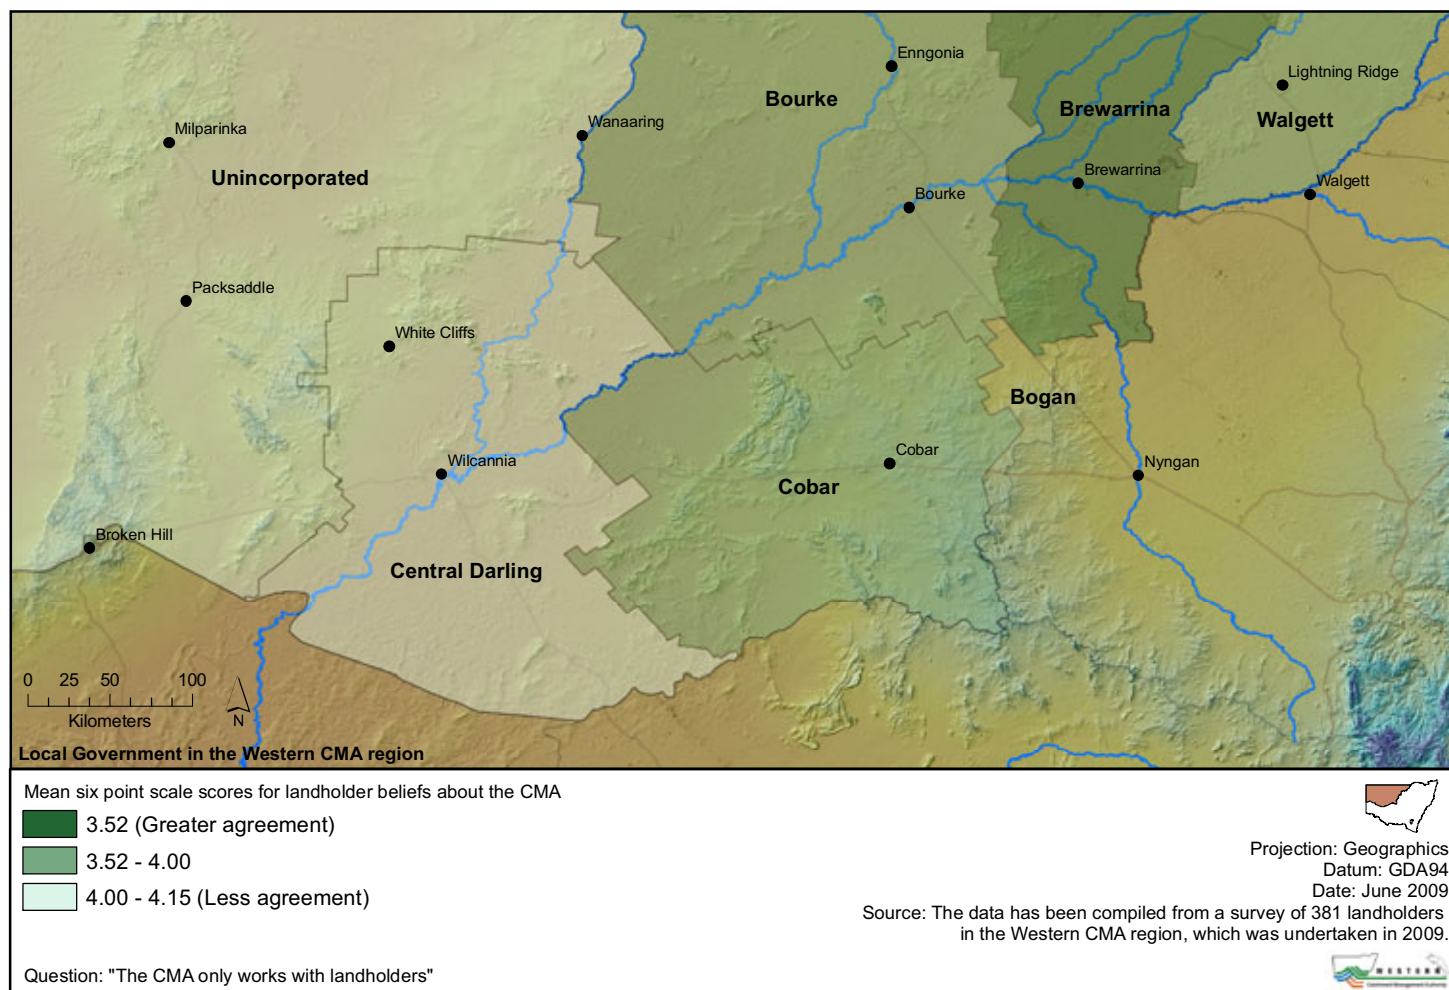 Enngonia
Lightning Ridge
Bourke
Brewarrina
Walgett
Milparinka
Wanaaring
Unincorporated
Brewarrina
Walgett
Bourke
Packsaddle
White Cliffs
Bogan
Wilcannia
Cobar
Nyngan
Cobar
Broken Hill
Central Darling
0 25 50 100
Kilometers
N
Local Government in the Western CMA region
Mean six point scale scores for landholder beliefs about the CMA
3.52 (Greater agreement)
3.52 - 4.00
4.00 - 4.15 (Less agreement)
Question: "The CMA only works with landholders"
Projection: Geographics
Datum: GDA94
Date: June 2009
Source: The data has been compiled from a survey of 381 landholders
in the Western CMA region, which was undertaken in 2009.
WESTERN
Catchment Management Authority